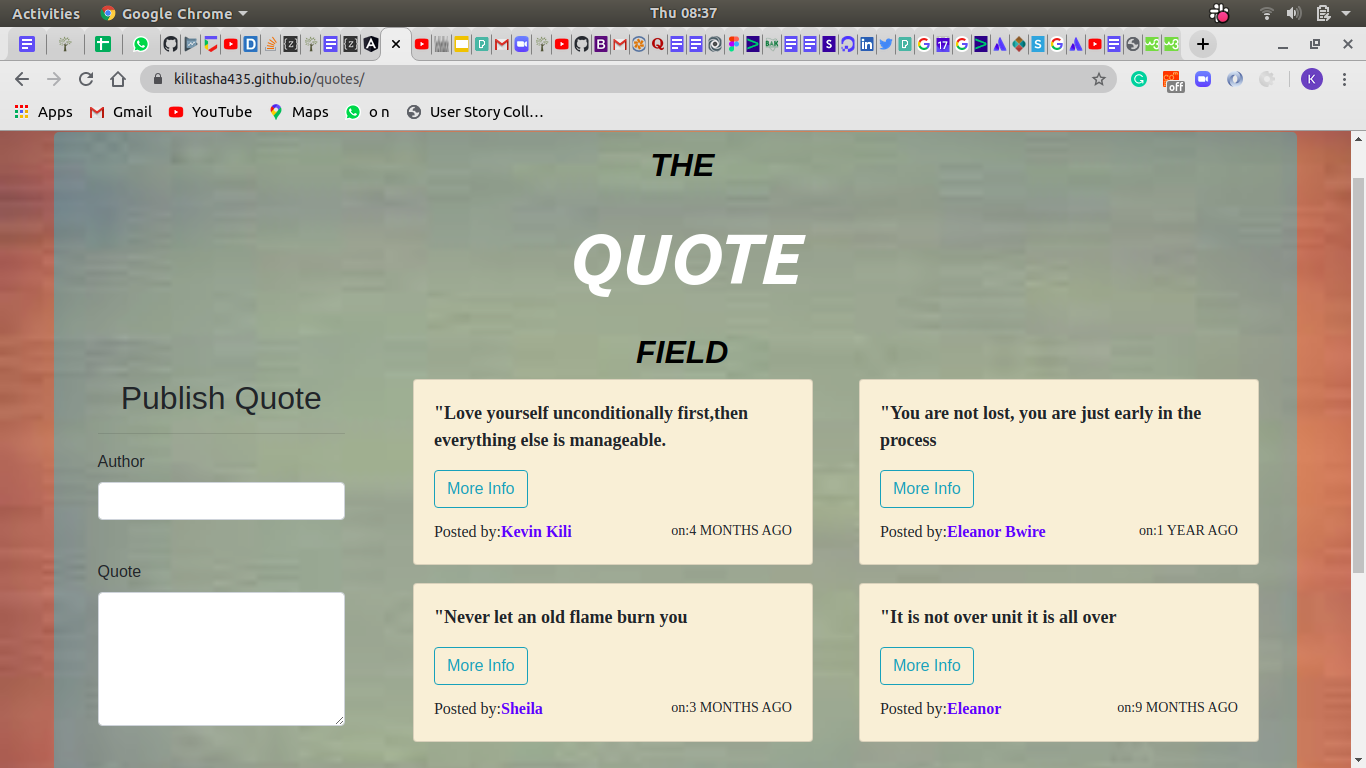 Activities
Google Chrome
Thu 08:37
kilitasha435.github.io/quotes/
off
K
Apps
Gmail
YouTube
Maps
o n
User Story Coll...
THE
QUOTE
FIELD
Publish Quote
Author
Quote
"Love yourself unconditionally first,then
everything else is manageable.
More Info
Posted by:Kevin Kili
on:4 MONTHS AGO
"You are not lost, you are just early in the
process
More Info
Posted by:Eleanor Bwire
on:1 YEAR AGO
"Never let an old flame burn you
More Info
Posted by:Sheila
on:3 MONTHS AGO
"It is not over unit it is all over
More Info
Posted by:Eleanor
on:9 MONTHS AGO